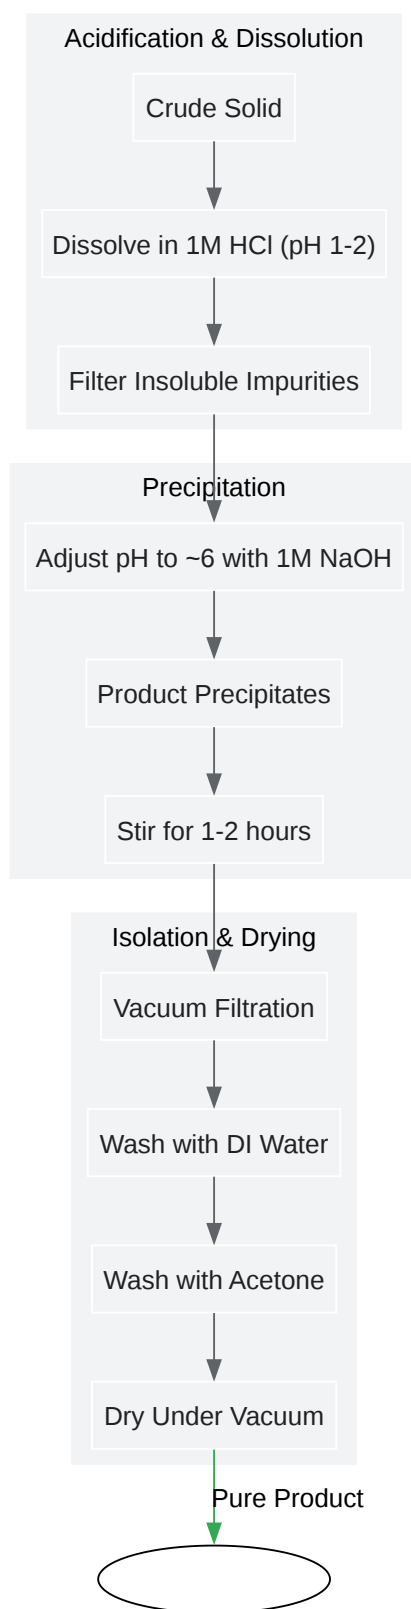 Acidification & Dissolution
Crude Solid
Dissolve in 1M HCl (pH 1-2)
Filter Insoluble Impurities
Precipitation
Adjust pH to ~6 with 1M NaOH
Product Precipitates
Stir for 1-2 hours
Isolation & Drying
Vacuum Filtration
Wash with DI Water
Wash with Acetone
Dry Under Vacuum
Pure Product